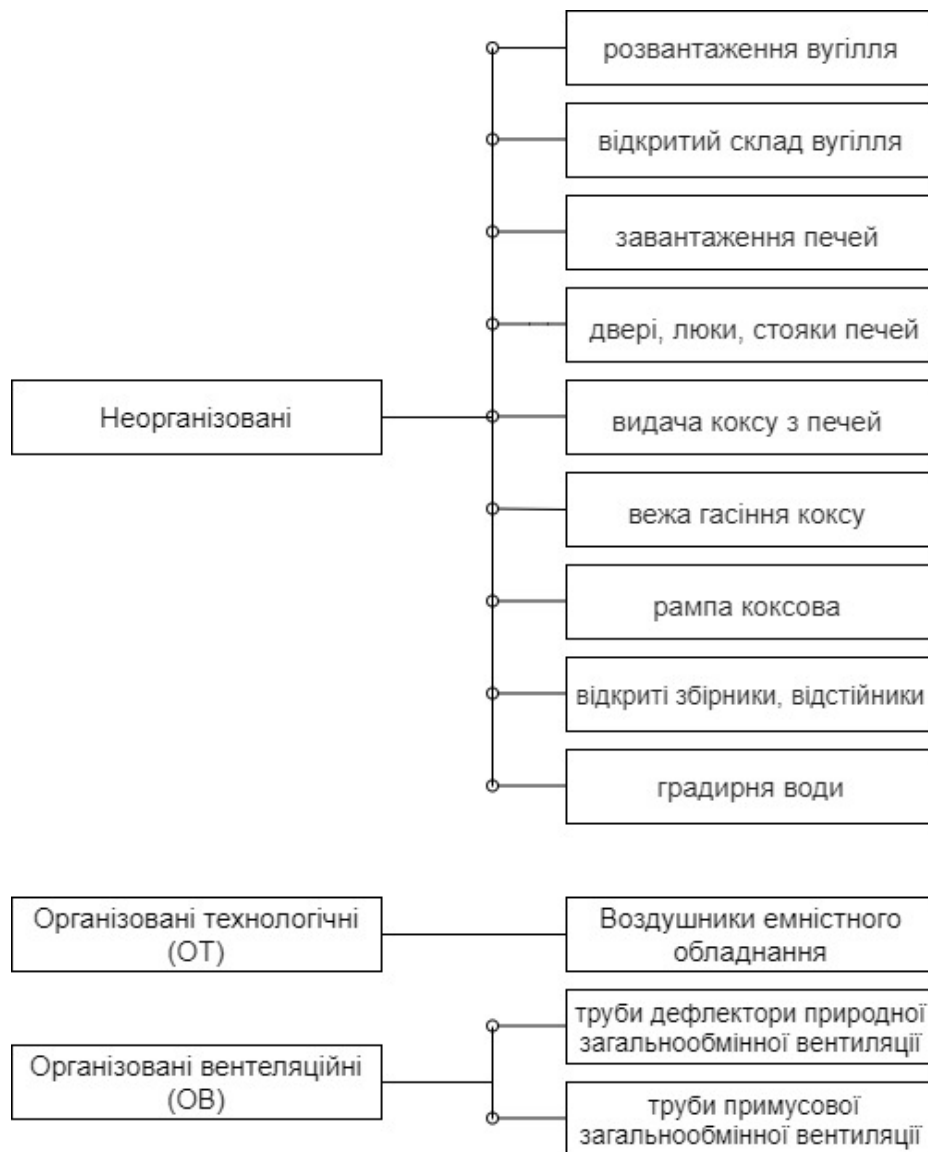 розвантаження вугілля
відкритий склад вугілля
завантаження печей
двері, люки, стояки печей
Неорганізовані
видача коксу з печей
вежа гасіння коксу
рампа коксова
відкриті збірники, відстійники
градирня води
Організовані технологічні
(ОТ)
Воздушники емністного
обладнання
труби дефлектори природної
загальнообмінної вентиляції
Організовані вентеляційні
(ОВ)
труби примусової
загальнообмінної вентиляції